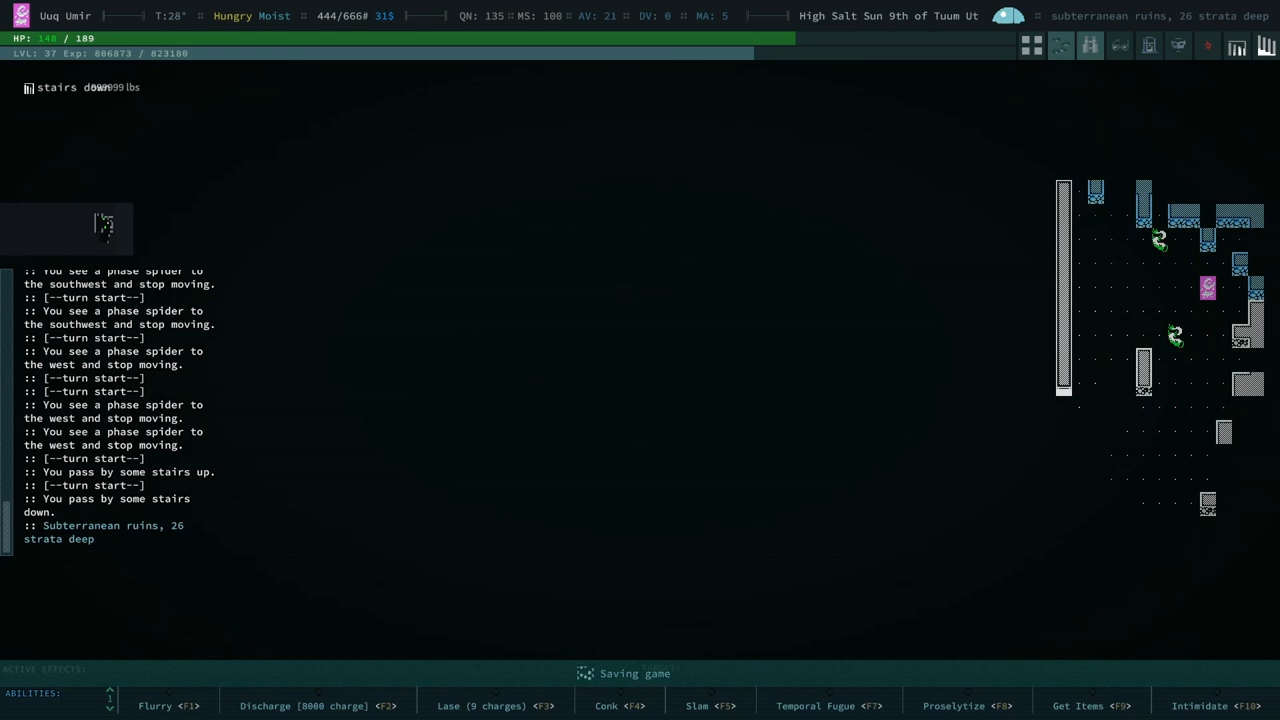 Uuq Umir T:28° :: Hungry Moist :: 444/666# 31$ QN: 135 :: MS: 100 :: AV: 21 :: DV: 0 :: MA: 5 High Salt Sun 9th of Tuum Ut :: subterranean ruins, 26 strata deep
HP: 148 / 189
LVL: 37 Exp: 806873 / 823180
stairs down lbs
:: You see a phase spider to
the southwest and stop moving.
:: [--turn start--]
:: You see a phase spider to
the southwest and stop moving.
:: [--turn start--]
:: You see a phase spider to
the west and stop moving.
:: [--turn start--]
:: [--turn start--]
:: You see a phase spider to
the west and stop moving.
:: You see a phase spider to
the west and stop moving.
:: [--turn start--]
:: You pass by some stairs up.
:: [--turn start--]
:: You pass by some stairs
down.
:: Subterranean ruins, 26
strata deep
ACTIVE EFFECTS:
Saving game
ABILITIES: 1 Flurry <F1> Discharge [8000 charge] <F2> Lase (9 charges) <F3> Conk <F4> Slam <F5> Temporal Fugue <F7> Proselytize <F8> Get Items <F9> Intimidate <F10>